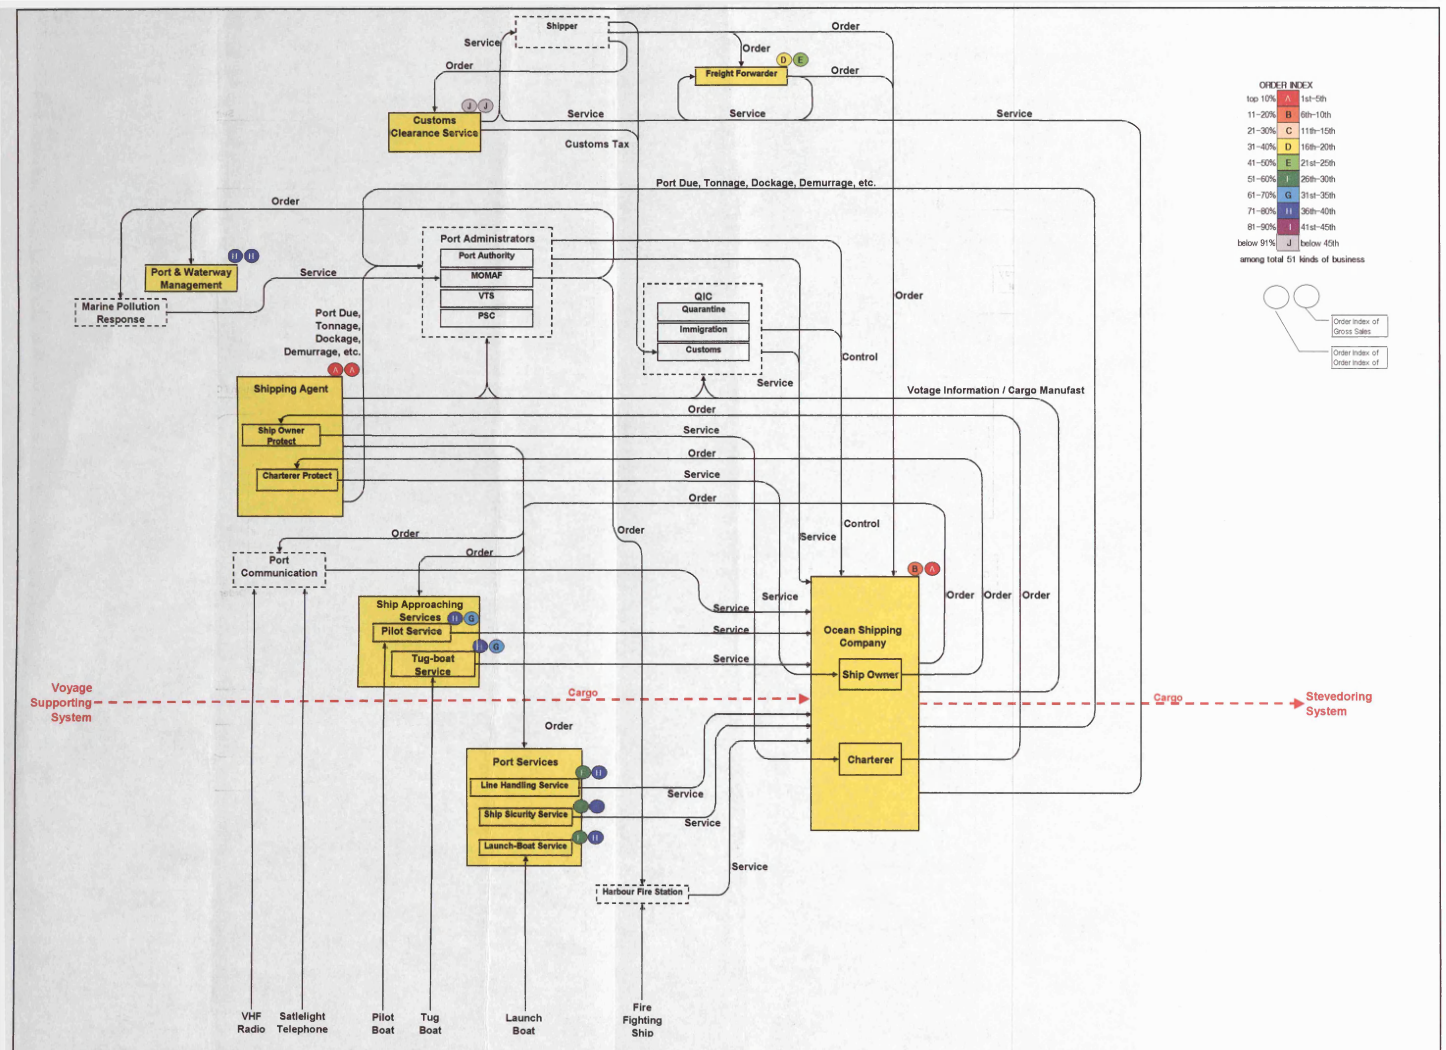 Shipper
Order
Service
Order
D
E
Order
Freight Forwarder
Order
J
J
Customs
Clearance Service
Service
Service
Service
Customs Tax
ORDER INDEX
top 10% A 1st-5th
11-20% B 6th-10th
21-30% C 11th-15th
31-40% D 16th-20th
41-50% E 21st-25th
51-60% 26th-30th
61-70% G 31st-35th
71-80% H 36th-40th
81-90% I 41st-45th
below 91% J below 45th
among total 51 kinds of business
Order Index of
Gross Sales
Order Index of
Order Index of
Port Due, Tonnage, Dockage, Demurrage, etc.
Order
H
H
Port & Waterway
Management
Marine Pollution
Response
Service
Port Administrators
Port Authority
MOMAF
VTS
PSC
QIC
Quarantine
Immigration
Customs
Order
Control
Service
Port Due,
Tonnage,
Dockage,
Demurrage, etc.
A
A
Shipping Agent
Ship Owner
Protect
Charterer Protect
Votage Information / Cargo Manufast
Order
Service
Order
Service
Order
Order
Order
Order
Control
Service
Port
Communication
B
A
Service
Order
Order
Order
Ship Approaching
Services
H
G
Pilot Service
G
Tug-boat
Service
Service
Service
Service
Ocean Shipping
Company
Ship Owner
Charterer
Voyage
Supporting
System
Cargo
Cargo
Stevedoring
System
Order
Port Services
H
Line Handling Service
Service
Ship Sicurity Service
Service
H
Launch-Boat Service
Service
Harbour Fire Station
VHF
Radio
Satlelight
Telephone
Pilot
Boat
Tug
Boat
Launch
Boat
Fire
Fighting
Ship